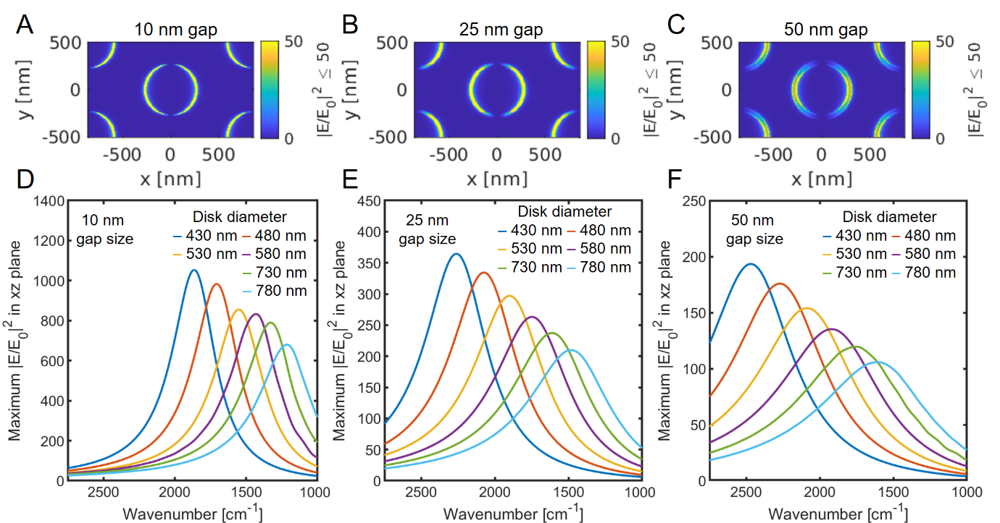 A
10 nm gap
500
0
-500
y [nm]
-500 0 500
x [nm]
50
0
|E/E0|2 ≤ 50
B
25 nm gap
500
0
-500
y [nm]
-500 0 500
x [nm]
50
0
|E/E0|2 ≤ 50
C
50 nm gap
500
0
-500
y [nm]
-500 0 500
x [nm]
50
0
|E/E0|2 ≤ 50
D
1400
1200
1000
800
600
400
200
0
Maximum |E/E0|2 in xz plane
10 nm
gap size
Disk diameter
430 nm 480 nm
530 nm 580 nm
730 nm
780 nm
2500 2000 1500 1000
Wavenumber [cm-1]
E
450
400
350
300
250
200
150
100
50
0
Maximum |E/E0|2 in xz plane
25 nm
gap size
Disk diameter
430 nm 480 nm
530 nm 580 nm
730 nm 780 nm
2500 2000 1500 1000
Wavenumber [cm-1]
F
250
200
150
100
50
0
Maximum |E/E0|2 in xz plane
50 nm
gap size
Disk diameter
430 nm 480 nm
530 nm 580 nm
730 nm 780 nm
2500 2000 1500 1000
Wavenumber [cm-1]